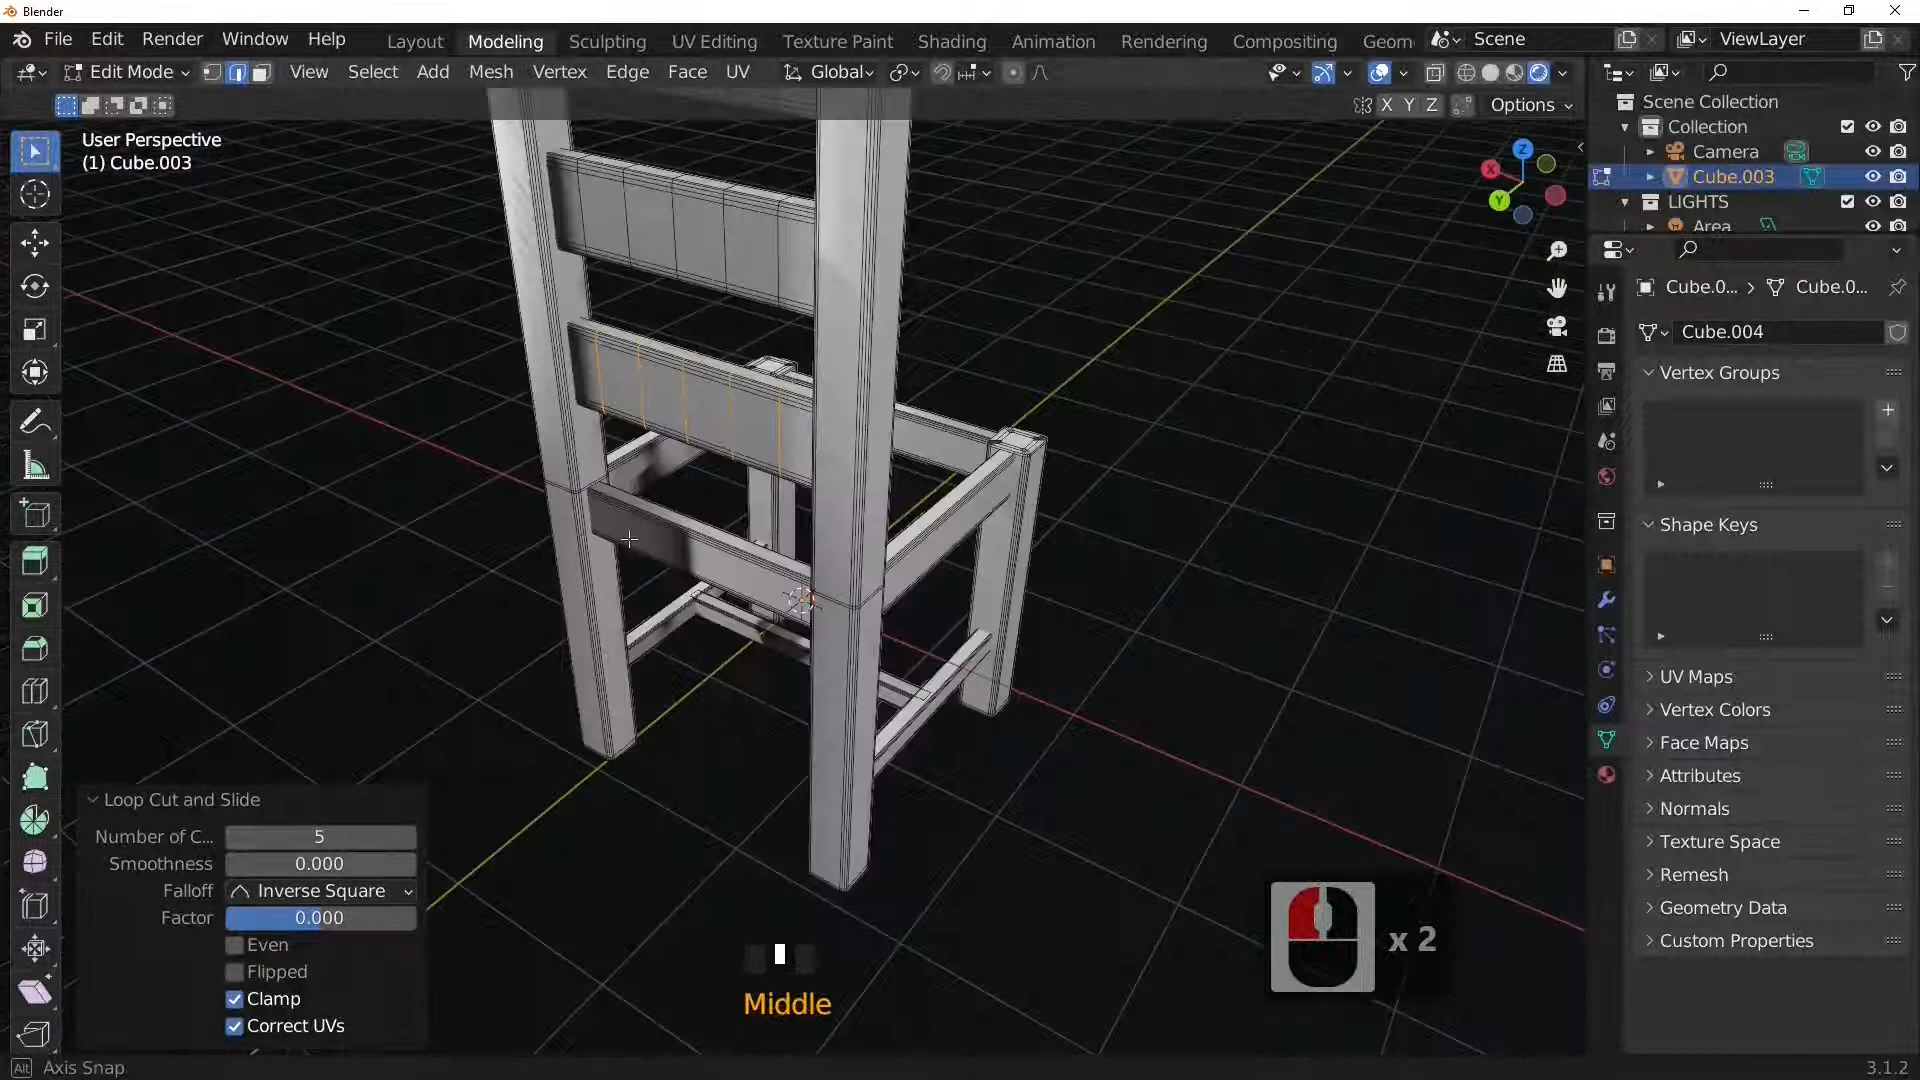 Blender
File Edit Render Window Help Layout Modeling Sculpting UV Editing Texture Paint Shading Animation Rendering Compositing Geom Scene ViewLayer
Edit Mode View Select Add Mesh Vertex Edge Face UV Global
X Y Z Options
User Perspective
(1) Cube.003
Z
X
Y
Scene Collection
Collection
Camera
Cube.003
LIGHTS
Area
Cube.0... > Cube.0...
Cube.004
Vertex Groups
Shape Keys
UV Maps
Vertex Colors
Face Maps
Attributes
Normals
Texture Space
Remesh
Geometry Data
Custom Properties
Loop Cut and Slide
Number of C... 5
Smoothness 0.000
Falloff Inverse Square
Factor 0.000
Even
Flipped
Clamp
Correct UVs
x 2
Middle
Alt Axis Snap 3.1.2